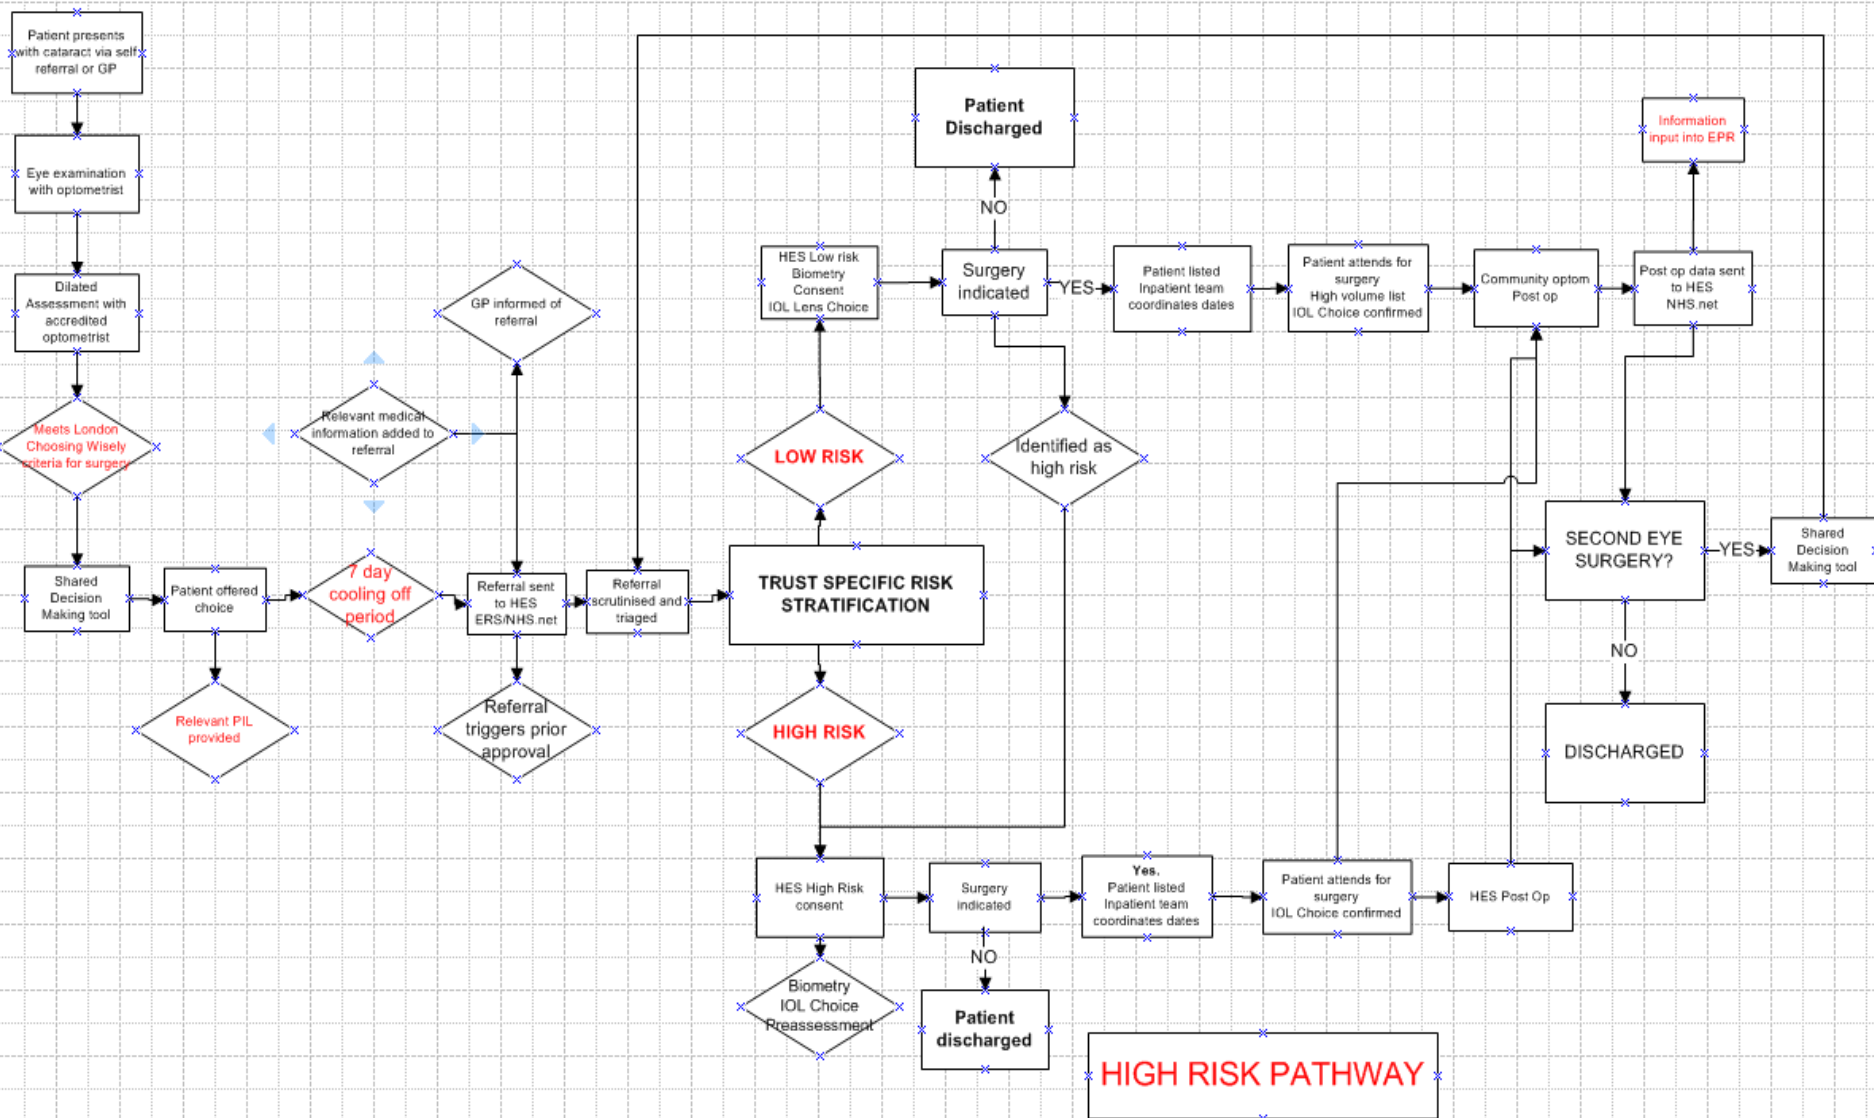 Patient presents
with cataract via self
referral or GP
Eye examination
with optometrist
Dilated
Assessment with
accredited
optometrist
Meets London
Choosing Wisely
criteria for surgery
Shared
Decision
Making tool
Patient offered
choice
Relevant PIL
provided
7 day
cooling off
period
Relevant medical
information added to
referral
GP informed of
referral
Referral sent
to HES
ERS/NHS.net
Referral
triggers prior
approval
Referral
scrutinised and
triaged
TRUST SPECIFIC RISK
STRATIFICATION
LOW RISK
HES Low risk
Biometry
Consent
IOL Lens Choice
Surgery
indicated
NO
Patient
Discharged
YES
Patient listed
Inpatient team
coordinates dates
Patient attends for
surgery
High volume list
IOL Choice confirmed
Community optom
Post op
Post op data sent
to HES
NHS.net
Information
input into EPR
Identified as
high risk
SECOND EYE
SURGERY?
YES
Shared
Decision
Making tool
NO
DISCHARGED
HIGH RISK
HES High Risk
consent
Biometry
IOL Choice
Preassessment
Surgery
indicated
NO
Patient
discharged
Yes.
Patient listed
Inpatient team
coordinates dates
Patient attends for
surgery
IOL Choice confirmed
HES Post Op
HIGH RISK PATHWAY